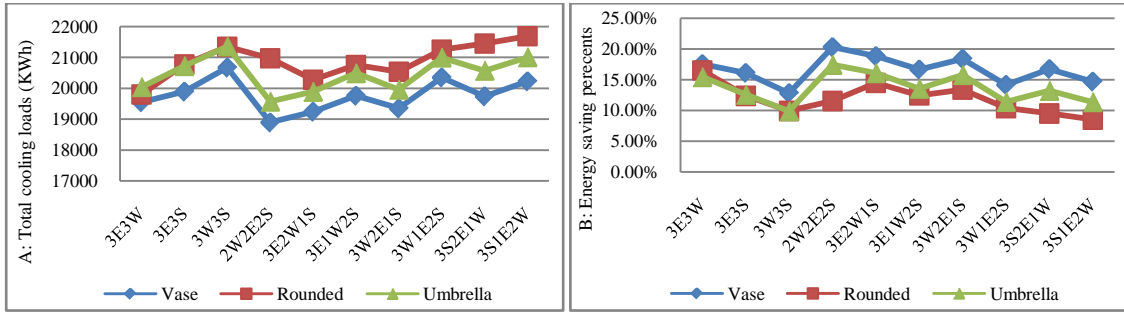 A: Total cooling loads (KWh)
22000
21000
20000
19000
18000
17000
3E3W
3E3S
3W3S
2W2E2S
3E2W1S
3E1W2S
3W2E1S
3W1E2S
3S2E1W
3S1E2W
Vase Rounded Umbrella
B: Energy saving perecents
25.00%
20.00%
15.00%
10.00%
5.00%
0.00%
3E3W
3E3S
3W3S
2W2E2S
3E2W1S
3E1W2S
3W2E1S
3W1E2S
3S2E1W
3S1E2W
Vase Rounded Umbrella